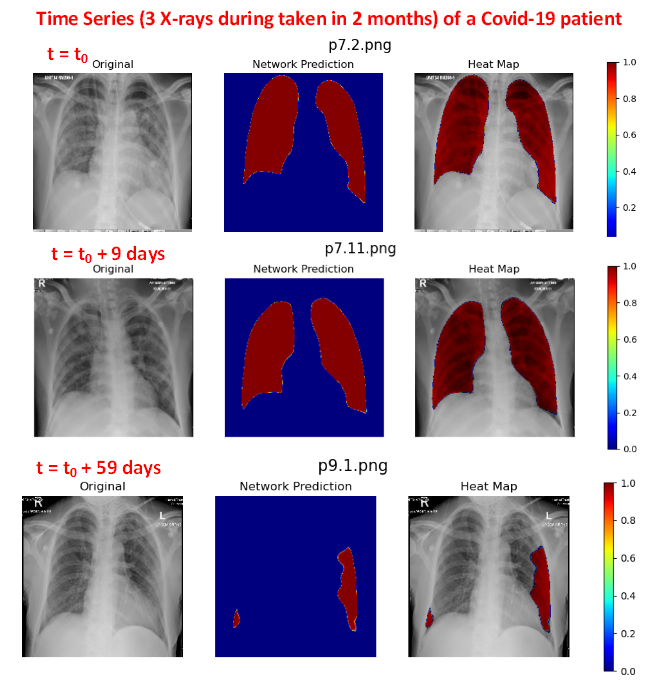 Time Series (3 X-rays during taken in 2 months) of a Covid-19 patient
t = t0
p7.2.png
Original
Network Prediction
Heat Map
1.0
0.8
0.6
0.4
0.2
t = t0 + 9 days
p7.11.png
Original
Network Prediction
Heat Map
R
1.0
0.8
0.6
0.4
0.2
0.0
t = t0 + 59 days
p9.1.png
Original
Network Prediction
Heat Map
R
L
R
L
1.0
0.8
0.6
0.4
0.2
0.0